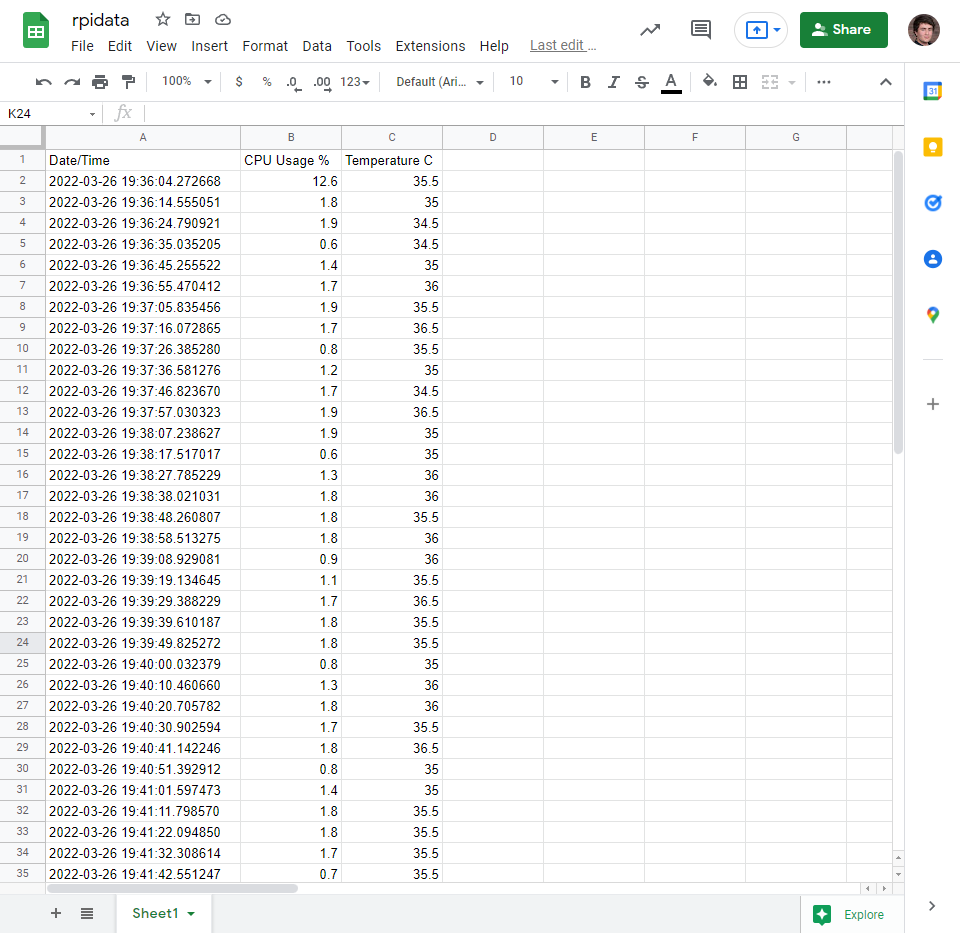 rpidata
File Edit View Insert Format Data Tools Extensions Help Last edit ...
Share
100% $ % .0 .00 123 Default (Ari... 10 B I S A
31
K24 fx
A B C D E F G
1 Date/Time CPU Usage % Temperature C
2 2022-03-26 19:36:04.272668 12.6 35.5
3 2022-03-26 19:36:14.555051 1.8 35
4 2022-03-26 19:36:24.790921 1.9 34.5
5 2022-03-26 19:36:35.035205 0.6 34.5
6 2022-03-26 19:36:45.255522 1.4 35
7 2022-03-26 19:36:55.470412 1.7 36
8 2022-03-26 19:37:05.835456 1.9 35.5
9 2022-03-26 19:37:16.072865 1.7 36.5
10 2022-03-26 19:37:26.385280 0.8 35.5
11 2022-03-26 19:37:36.581276 1.2 35
12 2022-03-26 19:37:46.823670 1.7 34.5
13 2022-03-26 19:37:57.030323 1.9 36.5
14 2022-03-26 19:38:07.238627 1.9 35
15 2022-03-26 19:38:17.517017 0.6 35
16 2022-03-26 19:38:27.785229 1.3 36
17 2022-03-26 19:38:38.021031 1.8 36
18 2022-03-26 19:38:48.260807 1.8 35.5
19 2022-03-26 19:38:58.513275 1.8 36
20 2022-03-26 19:39:08.929081 0.9 36
21 2022-03-26 19:39:19.134645 1.1 35.5
22 2022-03-26 19:39:29.388229 1.7 36.5
23 2022-03-26 19:39:39.610187 1.8 35.5
24 2022-03-26 19:39:49.825272 1.8 35.5
25 2022-03-26 19:40:00.032379 0.8 35
26 2022-03-26 19:40:10.460660 1.3 36
27 2022-03-26 19:40:20.705782 1.8 36
28 2022-03-26 19:40:30.902594 1.7 35.5
29 2022-03-26 19:40:41.142246 1.8 36.5
30 2022-03-26 19:40:51.392912 0.8 35
31 2022-03-26 19:41:01.597473 1.4 35
32 2022-03-26 19:41:11.798570 1.8 35.5
33 2022-03-26 19:41:22.094850 1.8 35.5
34 2022-03-26 19:41:32.308614 1.7 35.5
35 2022-03-26 19:41:42.551247 0.7 35.5
Sheet1 Explore